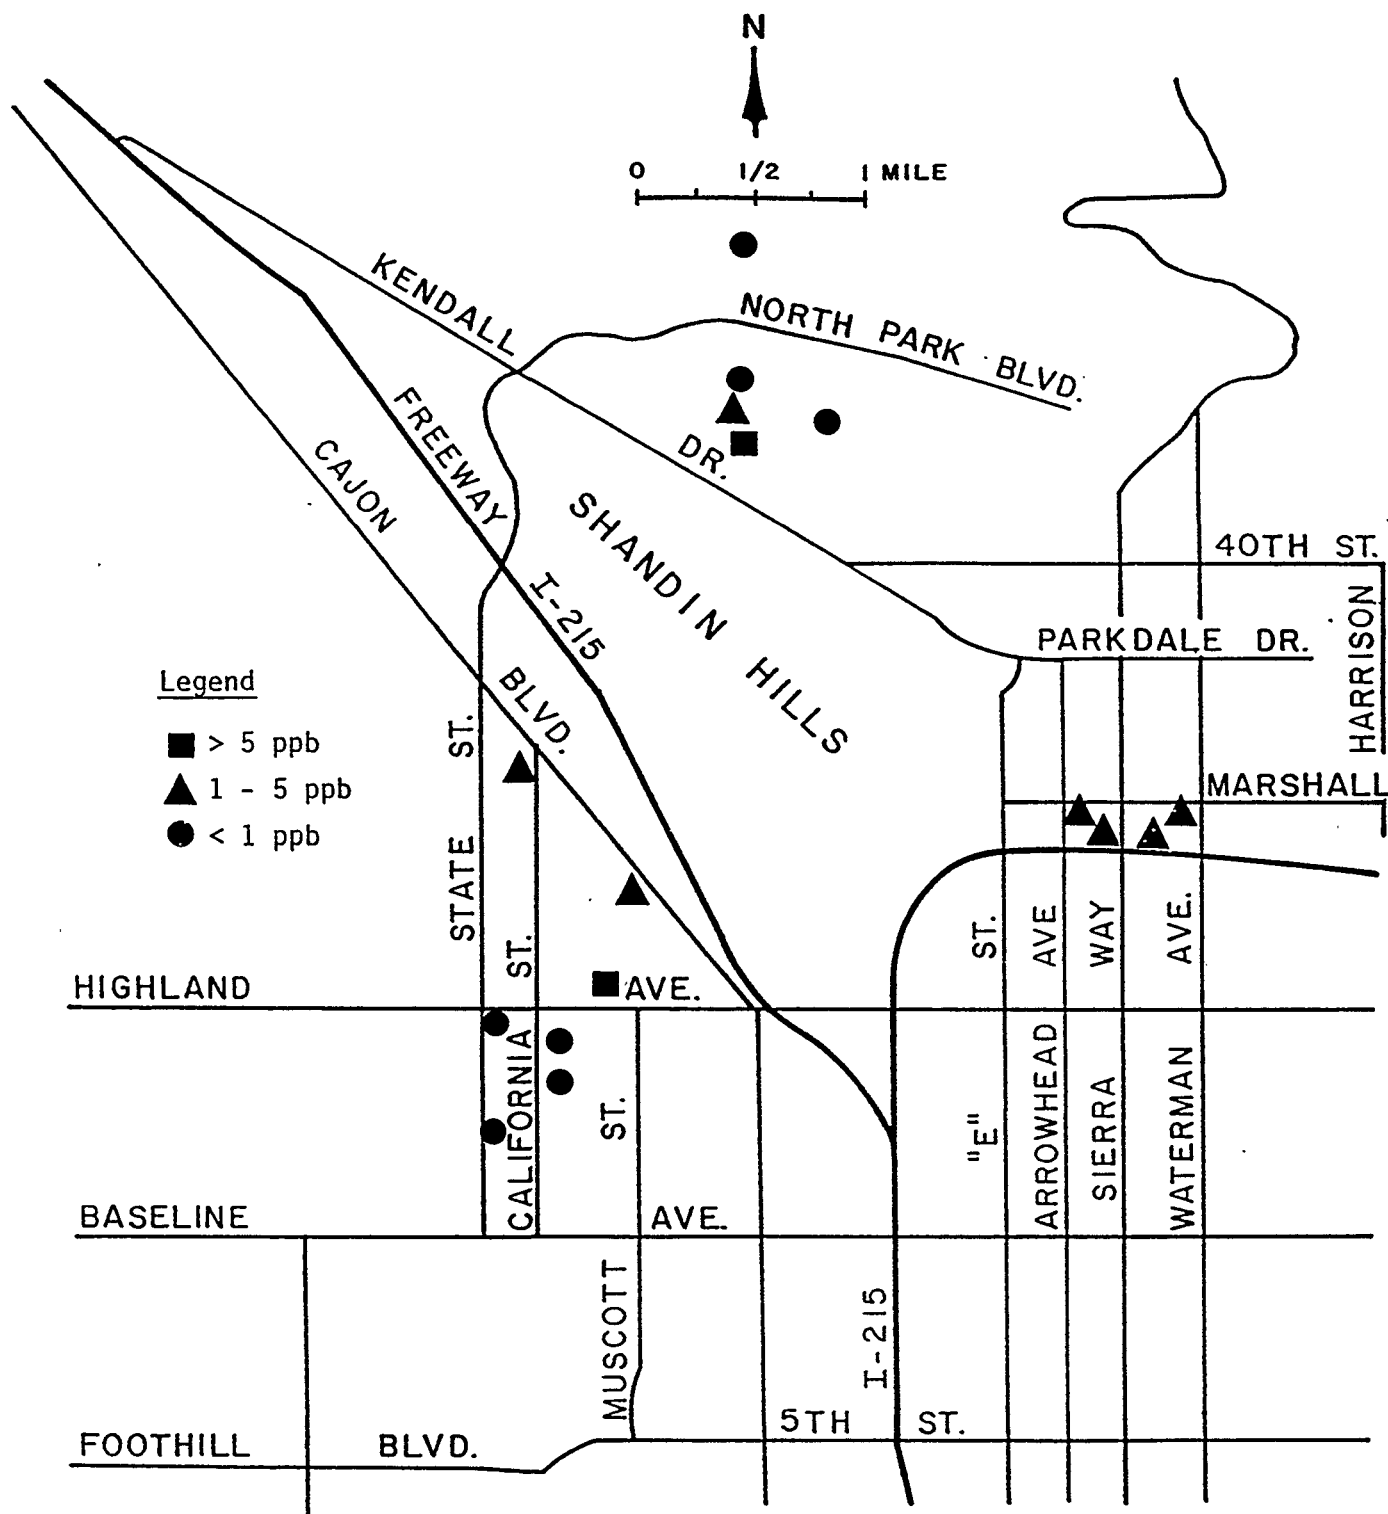 N
0 1/2 1 MILE
KENDALL DR.
NORTH PARK BLVD.
FREEWAY I-215
CAJON BLVD.
SHANDIN HILLS
40TH ST.
HARRISON
PARKDALE DR.
MARSHALL
Legend
> 5 ppb
1 - 5 ppb
< 1 ppb
STATE ST.
CALIFORNIA ST.
HIGHLAND AVE.
"E" ST.
ARROWHEAD AVE
SIERRA WAY
WATERMAN AVE.
BASELINE AVE.
MUSCOTT ST.
I-215
5TH ST.
FOOTHILL BLVD.